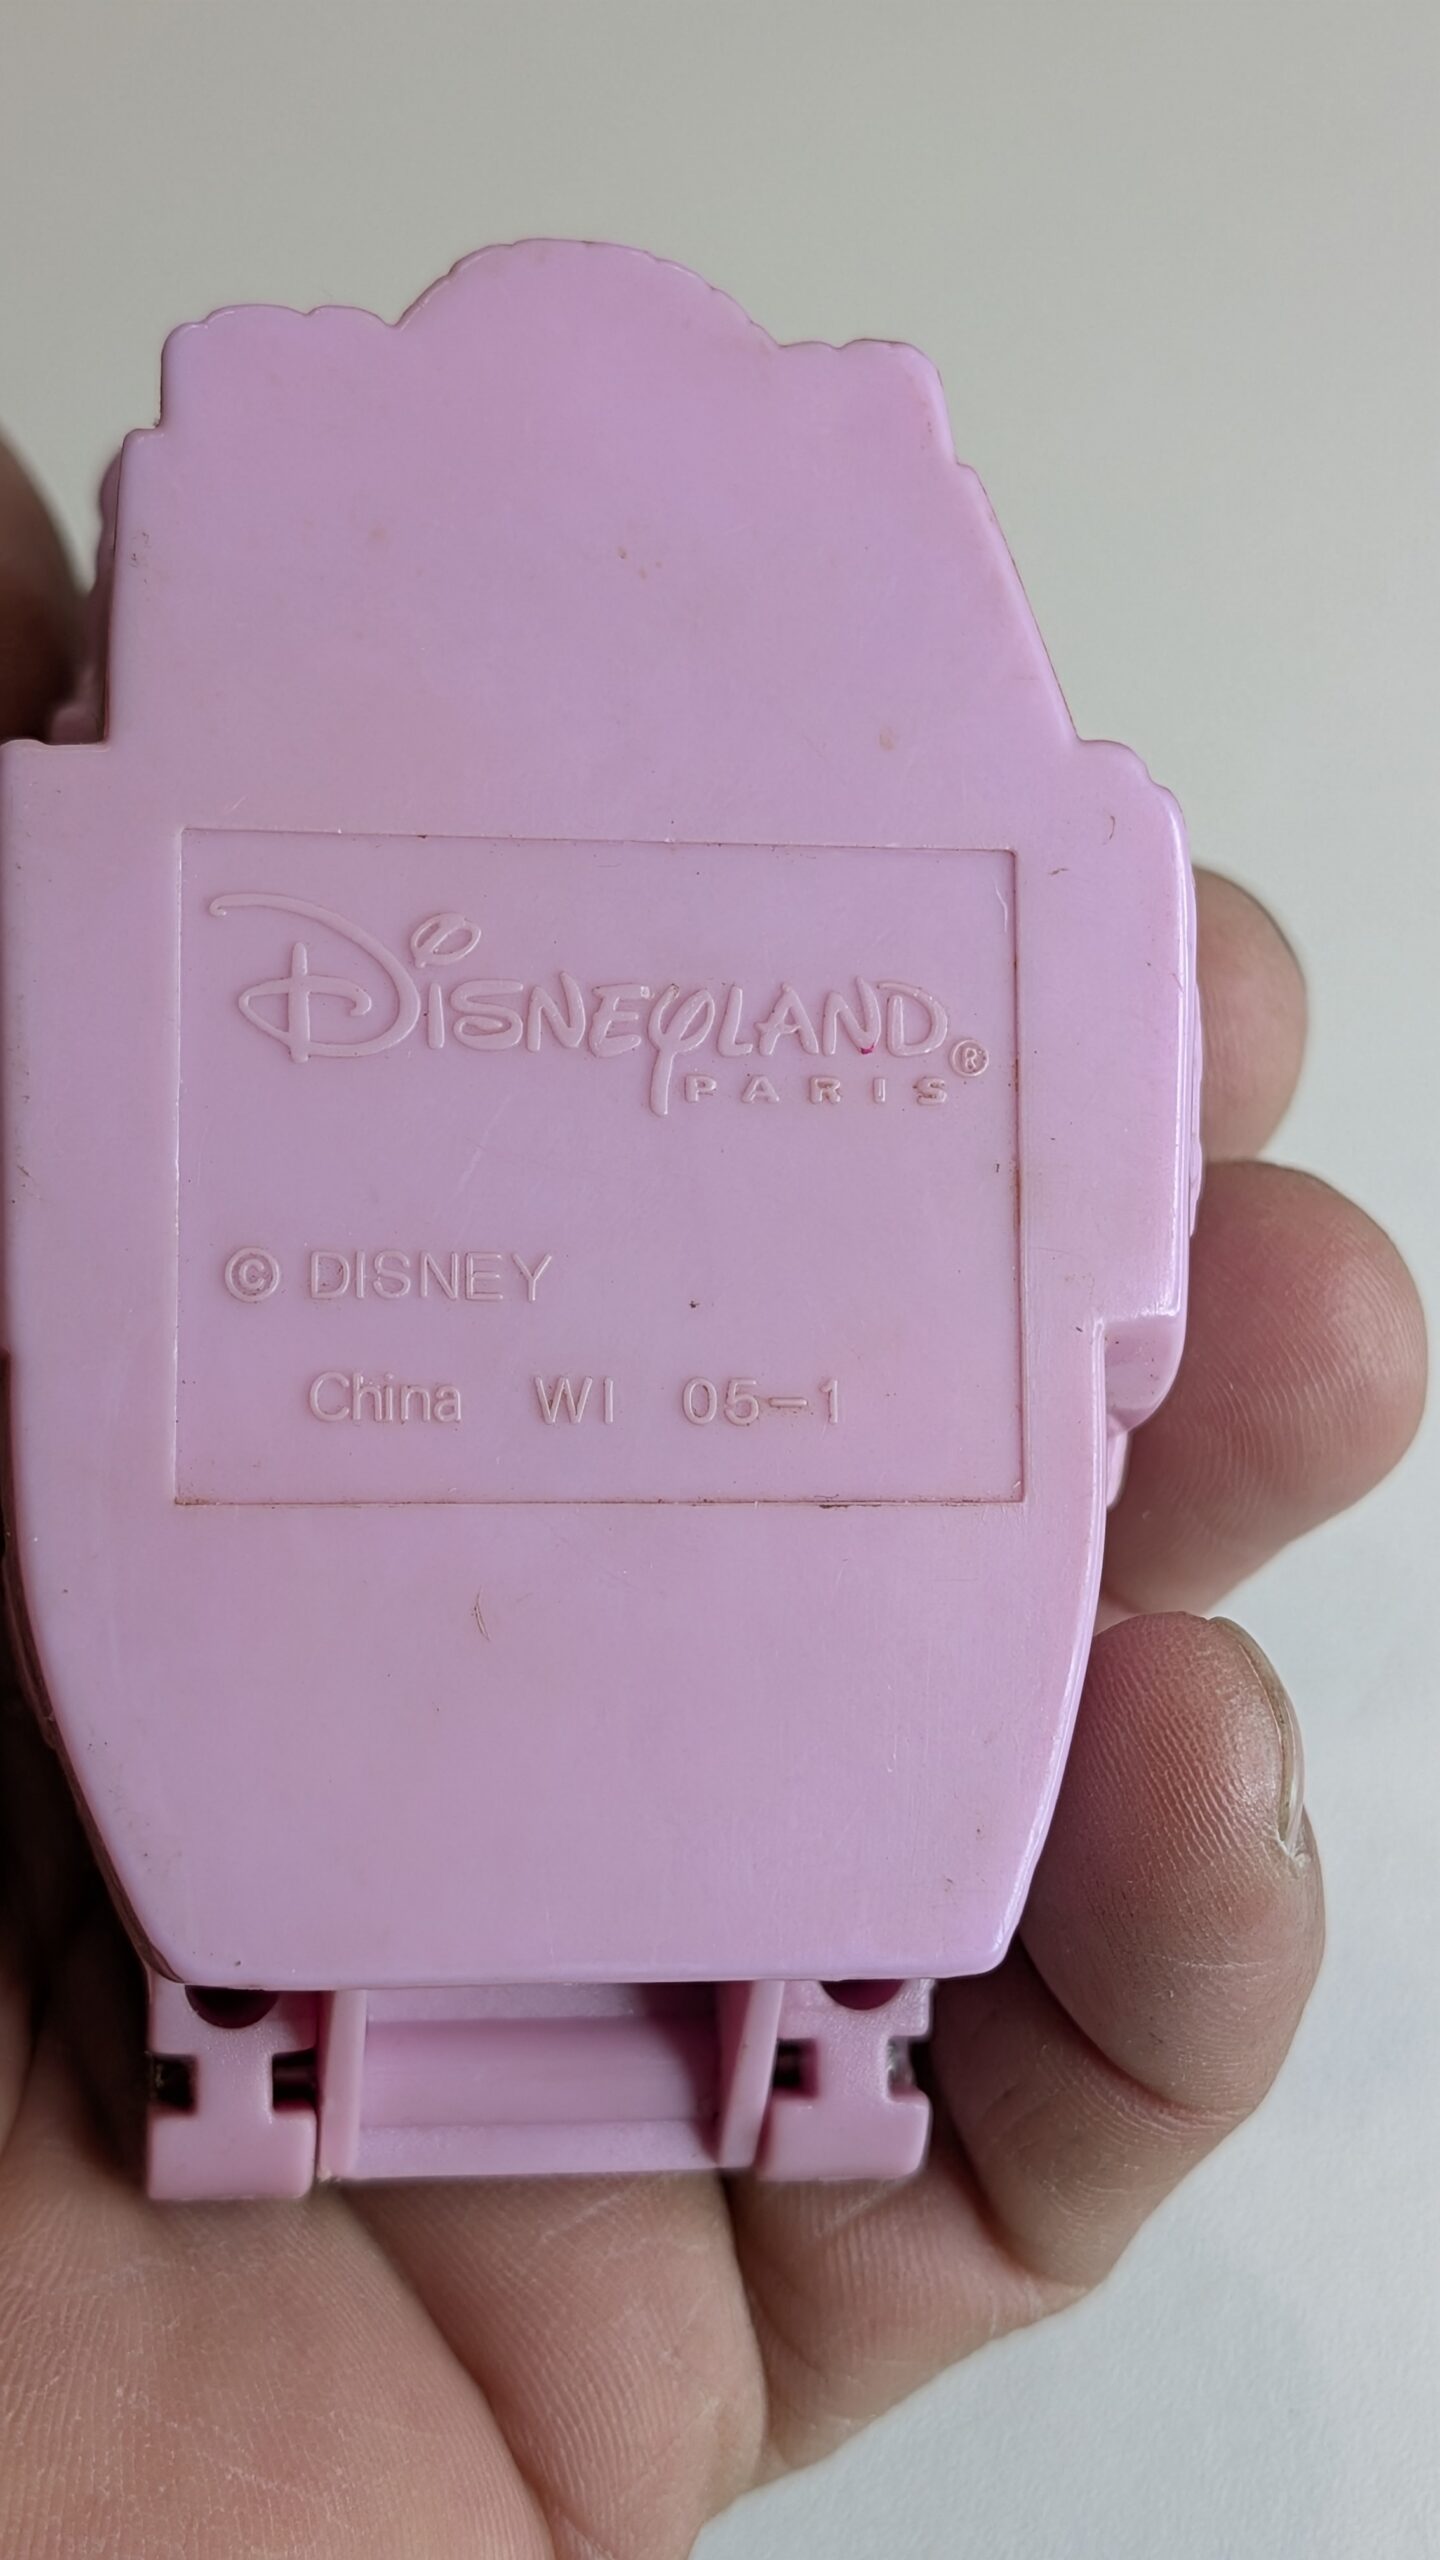 Disneyland®
PARIS
© DISNEY
China WI 05-1